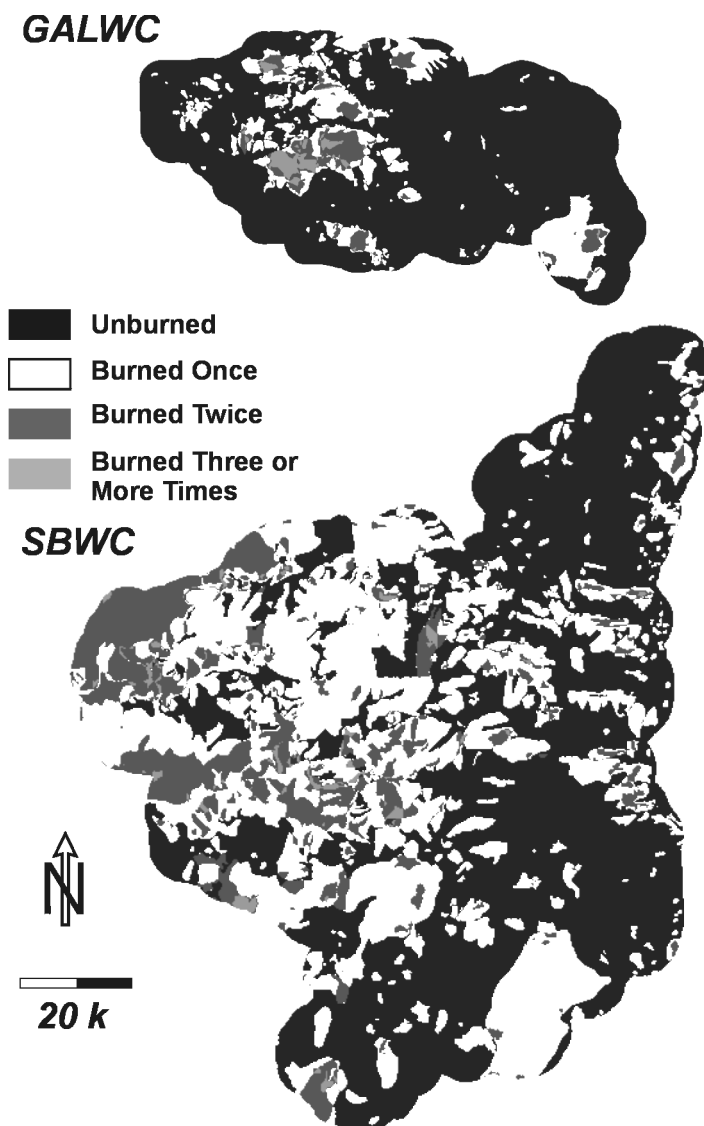 GALWC
Unburned
Burned Once
Burned Twice
Burned Three or
More Times
SBWC
N
20 k